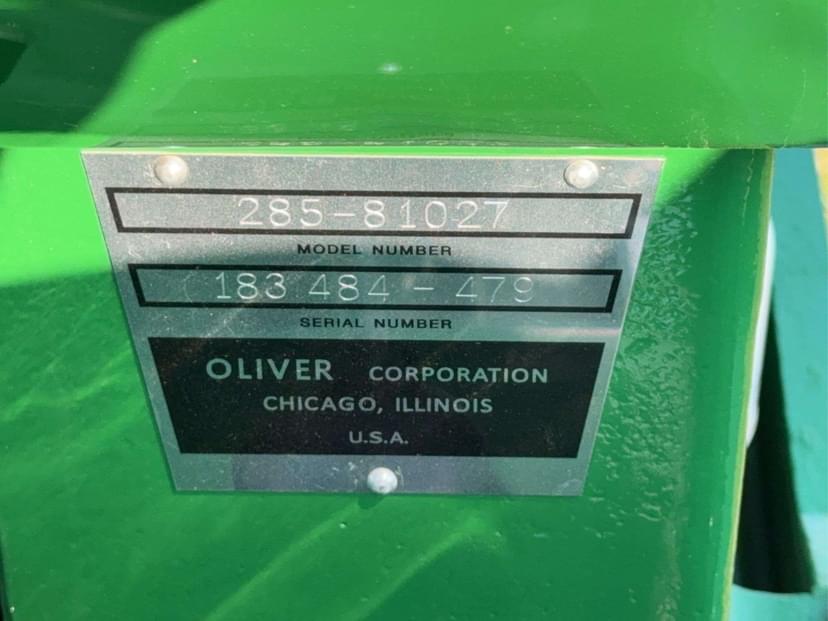 285-81027
MODEL NUMBER
183 484 - 479
SERIAL NUMBER
OLIVER CORPORATION
CHICAGO, ILLINOIS
U.S.A.